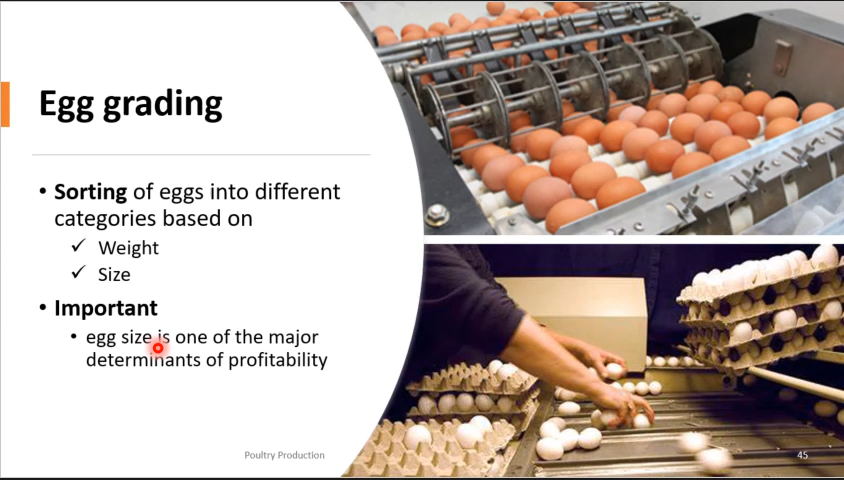 Egg grading
• Sorting of eggs into different
categories based on
✓ Weight
✓ Size
• Important
• egg size is one of the major
determinants of profitability
Poultry Production
45